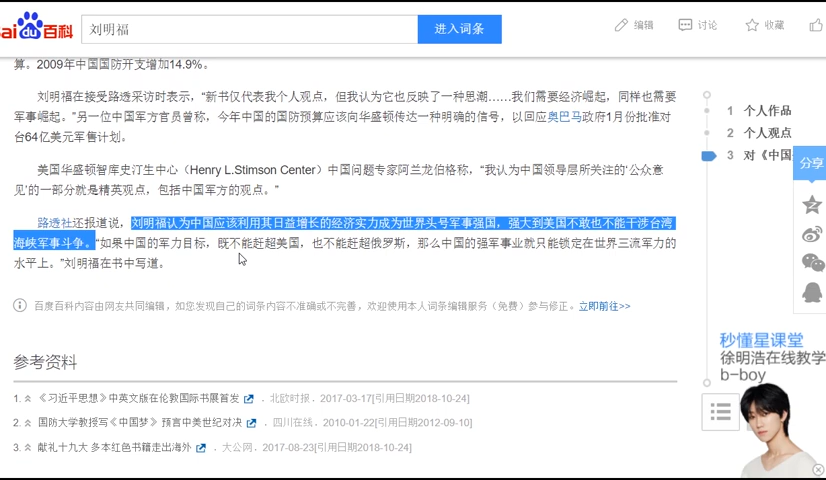 Bai du 百科
刘明福
进入词条
编辑
讨论
收藏
算。2009年中国国防开支增加14.9%。
刘明福在接受路透采访时表示，“新书仅代表我个人观点，但我认为它也反映了一种思潮……我们需要经济崛起，同样也需要
军事崛起。”另一位中国军方官员曾称，今年中国的国防预算应该向华盛顿传达一种明确的信号，以回应奥巴马政府1月份批准对
台64亿美元军售计划。
美国华盛顿智库史汀生中心（Henry L.Stimson Center）中国问题专家阿兰龙伯格称，“我认为中国领导层所关注的‘公众意
见’的一部分就是精英观点，包括中国军方的观点。”
路透社还报道说，刘明福认为中国应该利用其日益增长的经济实力成为世界头号军事强国，强大到美国不敢也不能干涉台湾
海峡军事斗争。“如果中国的军力目标，既不能赶超美国，也不能赶超俄罗斯，那么中国的强军事业就只能锁定在世界三流军力的
水平上。”刘明福在书中写道。
百度百科内容由网友共同编辑，如您发现自己的词条内容不准确或不完善，欢迎使用本人词条编辑服务（免费）参与修正。立即前往>>
参考资料
1. 《习近平思想》中英文版在伦敦国际书展首发 ．北欧时报．2017-03-17[引用日期2018-10-24]
2. 国防大学教授写《中国梦》预言中美世纪对决 ．四川在线．2010-01-22[引用日期2012-09-10]
3. 献礼十九大 多本红色书籍走出海外 ．大公网．2017-08-23[引用日期2018-10-24]
1 个人作品
2 个人观点
3 对《中国
分享
秒懂星课堂
徐明浩在线教学
b-boy